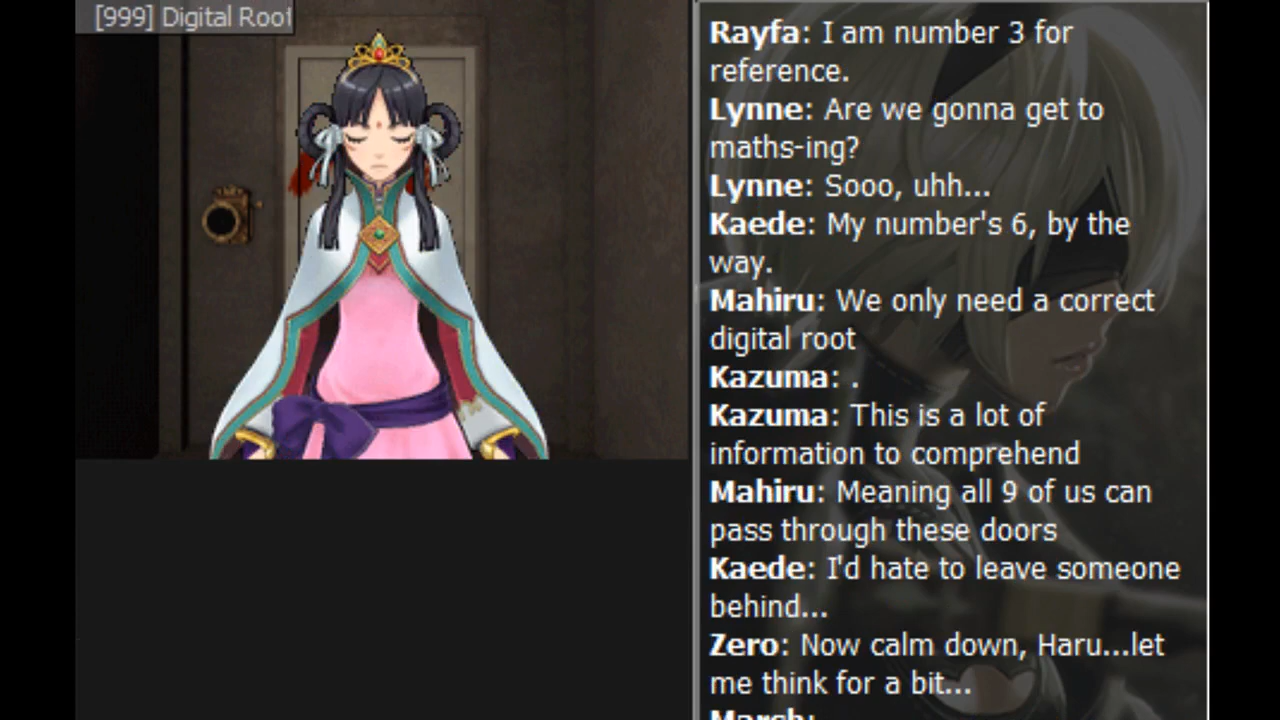 [999] Digital Root
Rayfa: I am number 3 for
reference.
Lynne: Are we gonna get to
maths-ing?
Lynne: Sooo, uhh...
Kaede: My number's 6, by the
way.
Mahiru: We only need a correct
digital root
Kazuma: .
Kazuma: This is a lot of
information to comprehend
Mahiru: Meaning all 9 of us can
pass through these doors
Kaede: I'd hate to leave someone
behind...
Zero: Now calm down, Haru...let
me think for a bit...